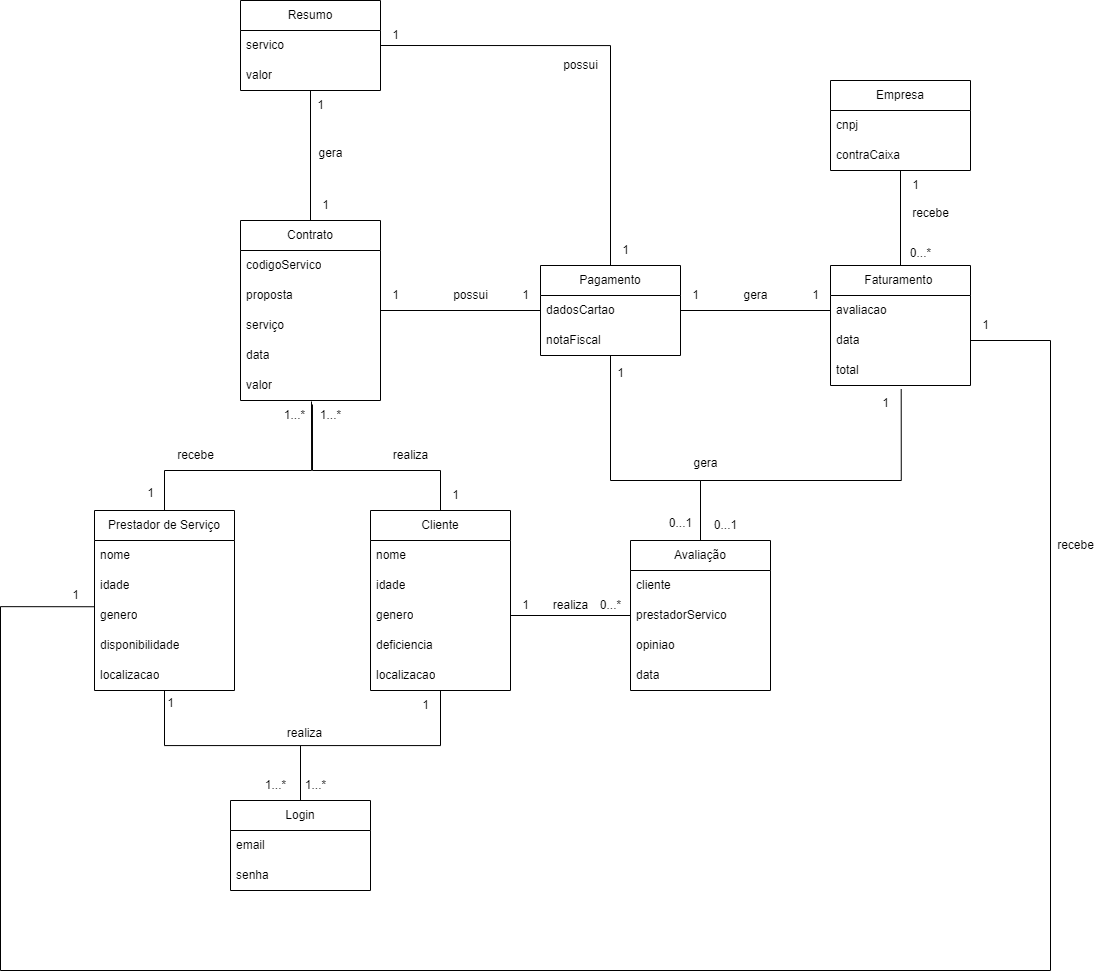 Resumo
servico
valor
1
possui
1
gera
1
Empresa
cnpj
contraCaixa
1
recebe
0...*
Contrato
codigoServico
proposta
serviço
data
valor
1
possui
1
1
Pagamento
dadosCartao
notaFiscal
1
gera
1
Faturamento
avaliacao
data
total
1
1
1
gera
0...1
0...1
1...*
1...*
recebe
realiza
1
1
Prestador de Serviço
nome
idade
genero
disponibilidade
localizacao
1
Cliente
nome
idade
genero
deficiencia
localizacao
1
realiza
0...*
Avaliação
cliente
prestadorServico
opiniao
data
recebe
1
1
realiza
1...*
1...*
Login
email
senha